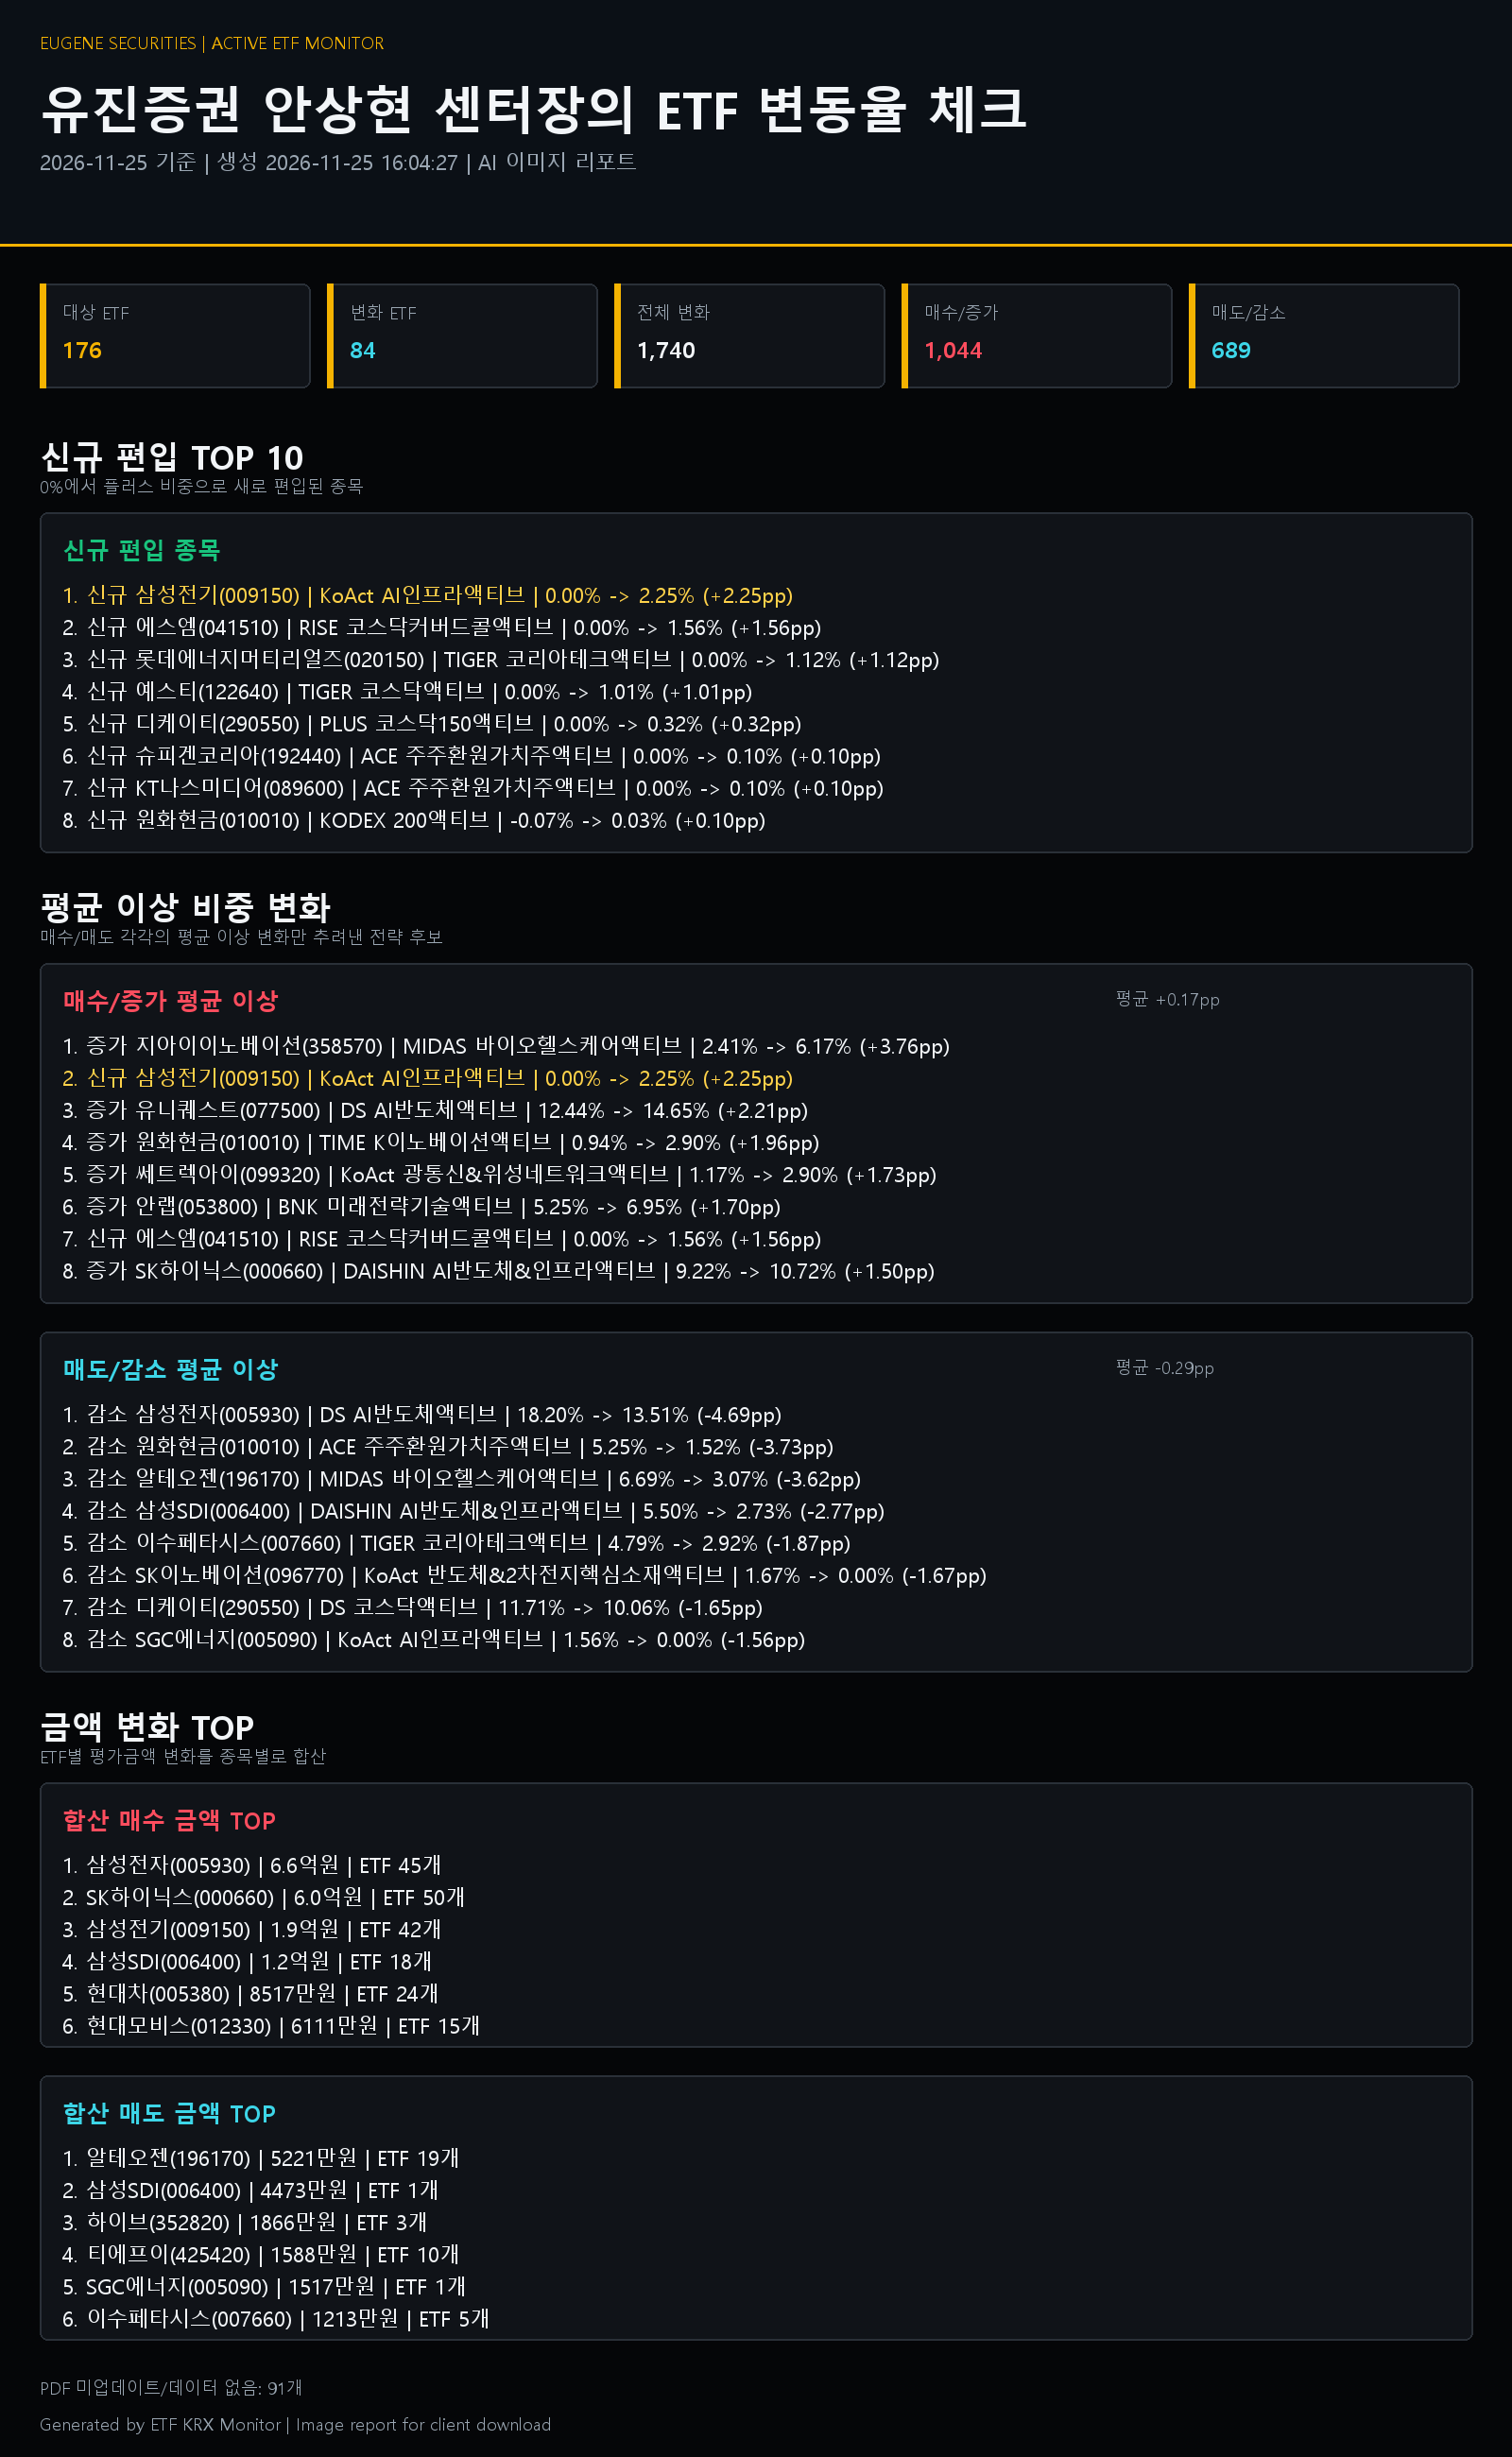 EUGENE SECURITIES | ACTIVE ETF MONITOR
유진증권 안상현 센터장의 ETF 변동율 체크
2026-11-25 기준 | 생성 2026-11-25 16:04:27 | AI 이미지 리포트
대상 ETF
176
변화 ETF
84
전체 변화
1,740
매수/증가
1,044
매도/감소
689
신규 편입 TOP 10
0%에서 플러스 비중으로 새로 편입된 종목
신규 편입 종목
1. 신규 삼성전기(009150) | KoAct AI인프라액티브 | 0.00% -> 2.25% (+2.25pp)
2. 신규 에스엠(041510) | RISE 코스닥커버드콜액티브 | 0.00% -> 1.56% (+1.56pp)
3. 신규 롯데에너지머티리얼즈(020150) | TIGER 코리아테크액티브 | 0.00% -> 1.12% (+1.12pp)
4. 신규 예스티(122640) | TIGER 코스닥액티브 | 0.00% -> 1.01% (+1.01pp)
5. 신규 디케이티(290550) | PLUS 코스닥150액티브 | 0.00% -> 0.32% (+0.32pp)
6. 신규 슈피겐코리아(192440) | ACE 주주환원가치주액티브 | 0.00% -> 0.10% (+0.10pp)
7. 신규 KT나스미디어(089600) | ACE 주주환원가치주액티브 | 0.00% -> 0.10% (+0.10pp)
8. 신규 원화현금(010010) | KODEX 200액티브 | -0.07% -> 0.03% (+0.10pp)
평균 이상 비중 변화
매수/매도 각각의 평균 이상 변화만 추려낸 전략 후보
매수/증가 평균 이상
평균 +0.17pp
1. 증가 지아이이노베이션(358570) | MIDAS 바이오헬스케어액티브 | 2.41% -> 6.17% (+3.76pp)
2. 신규 삼성전기(009150) | KoAct AI인프라액티브 | 0.00% -> 2.25% (+2.25pp)
3. 증가 유니퀘스트(077500) | DS AI반도체액티브 | 12.44% -> 14.65% (+2.21pp)
4. 증가 원화현금(010010) | TIME K이노베이션액티브 | 0.94% -> 2.90% (+1.96pp)
5. 증가 쎄트렉아이(099320) | KoAct 광통신&위성네트워크액티브 | 1.17% -> 2.90% (+1.73pp)
6. 증가 안랩(053800) | BNK 미래전략기술액티브 | 5.25% -> 6.95% (+1.70pp)
7. 신규 에스엠(041510) | RISE 코스닥커버드콜액티브 | 0.00% -> 1.56% (+1.56pp)
8. 증가 SK하이닉스(000660) | DAISHIN AI반도체&인프라액티브 | 9.22% -> 10.72% (+1.50pp)
매도/감소 평균 이상
평균 -0.29pp
1. 감소 삼성전자(005930) | DS AI반도체액티브 | 18.20% -> 13.51% (-4.69pp)
2. 감소 원화현금(010010) | ACE 주주환원가치주액티브 | 5.25% -> 1.52% (-3.73pp)
3. 감소 알테오젠(196170) | MIDAS 바이오헬스케어액티브 | 6.69% -> 3.07% (-3.62pp)
4. 감소 삼성SDI(006400) | DAISHIN AI반도체&인프라액티브 | 5.50% -> 2.73% (-2.77pp)
5. 감소 이수페타시스(007660) | TIGER 코리아테크액티브 | 4.79% -> 2.92% (-1.87pp)
6. 감소 SK이노베이션(096770) | KoAct 반도체&2차전지핵심소재액티브 | 1.67% -> 0.00% (-1.67pp)
7. 감소 디케이티(290550) | DS 코스닥액티브 | 11.71% -> 10.06% (-1.65pp)
8. 감소 SGC에너지(005090) | KoAct AI인프라액티브 | 1.56% -> 0.00% (-1.56pp)
금액 변화 TOP
ETF별 평가금액 변화를 종목별로 합산
합산 매수 금액 TOP
1. 삼성전자(005930) | 6.6억원 | ETF 45개
2. SK하이닉스(000660) | 6.0억원 | ETF 50개
3. 삼성전기(009150) | 1.9억원 | ETF 42개
4. 삼성SDI(006400) | 1.2억원 | ETF 18개
5. 현대차(005380) | 8517만원 | ETF 24개
6. 현대모비스(012330) | 6111만원 | ETF 15개
합산 매도 금액 TOP
1. 알테오젠(196170) | 5221만원 | ETF 19개
2. 삼성SDI(006400) | 4473만원 | ETF 1개
3. 하이브(352820) | 1866만원 | ETF 3개
4. 티에프이(425420) | 1588만원 | ETF 10개
5. SGC에너지(005090) | 1517만원 | ETF 1개
6. 이수페타시스(007660) | 1213만원 | ETF 5개
PDF 미업데이트/데이터 없음: 91개
Generated by ETF KRX Monitor | Image report for client download